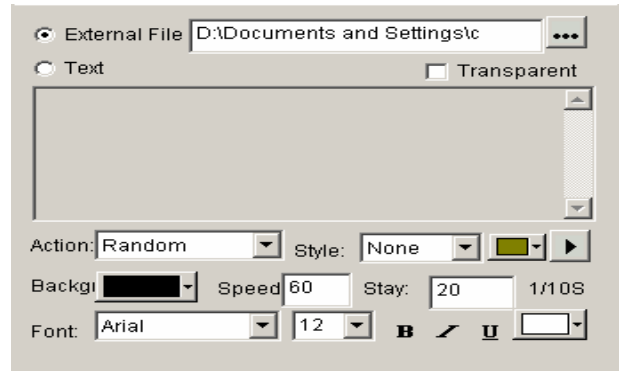 External File D:\Documents and Settings\c ...
Text Transparent
Action: Random Style: None
Backgı Speed 60 Stay: 20 1/10S
Font: Arial 12 B I U